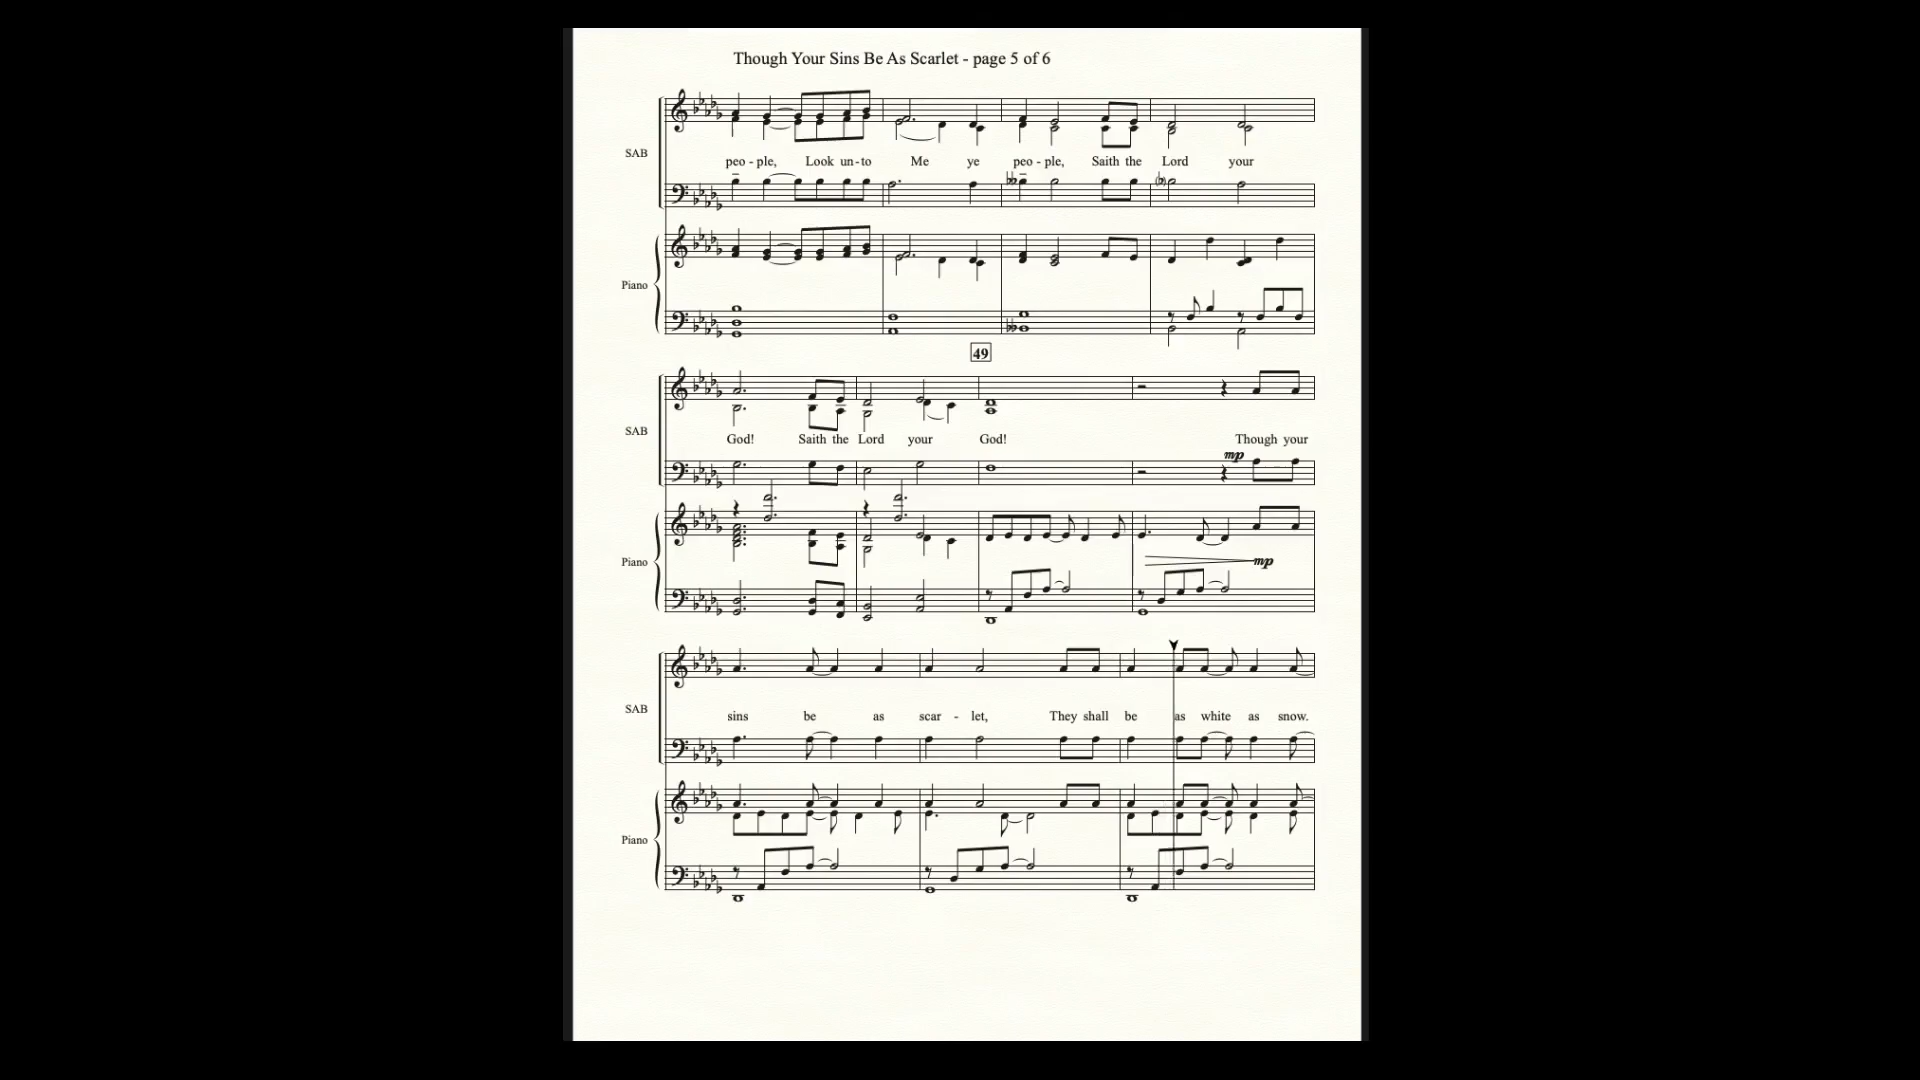 Though Your Sins Be As Scarlet - page 5 of 6
SAB
peo - ple, Look un - to Me ye peo - ple, Saith the Lord your
Piano
49
SAB
God! Saith the Lord your God! Though your
mp
Piano
mp
SAB
sins be as scar - let, They shall be as white as snow.
Piano